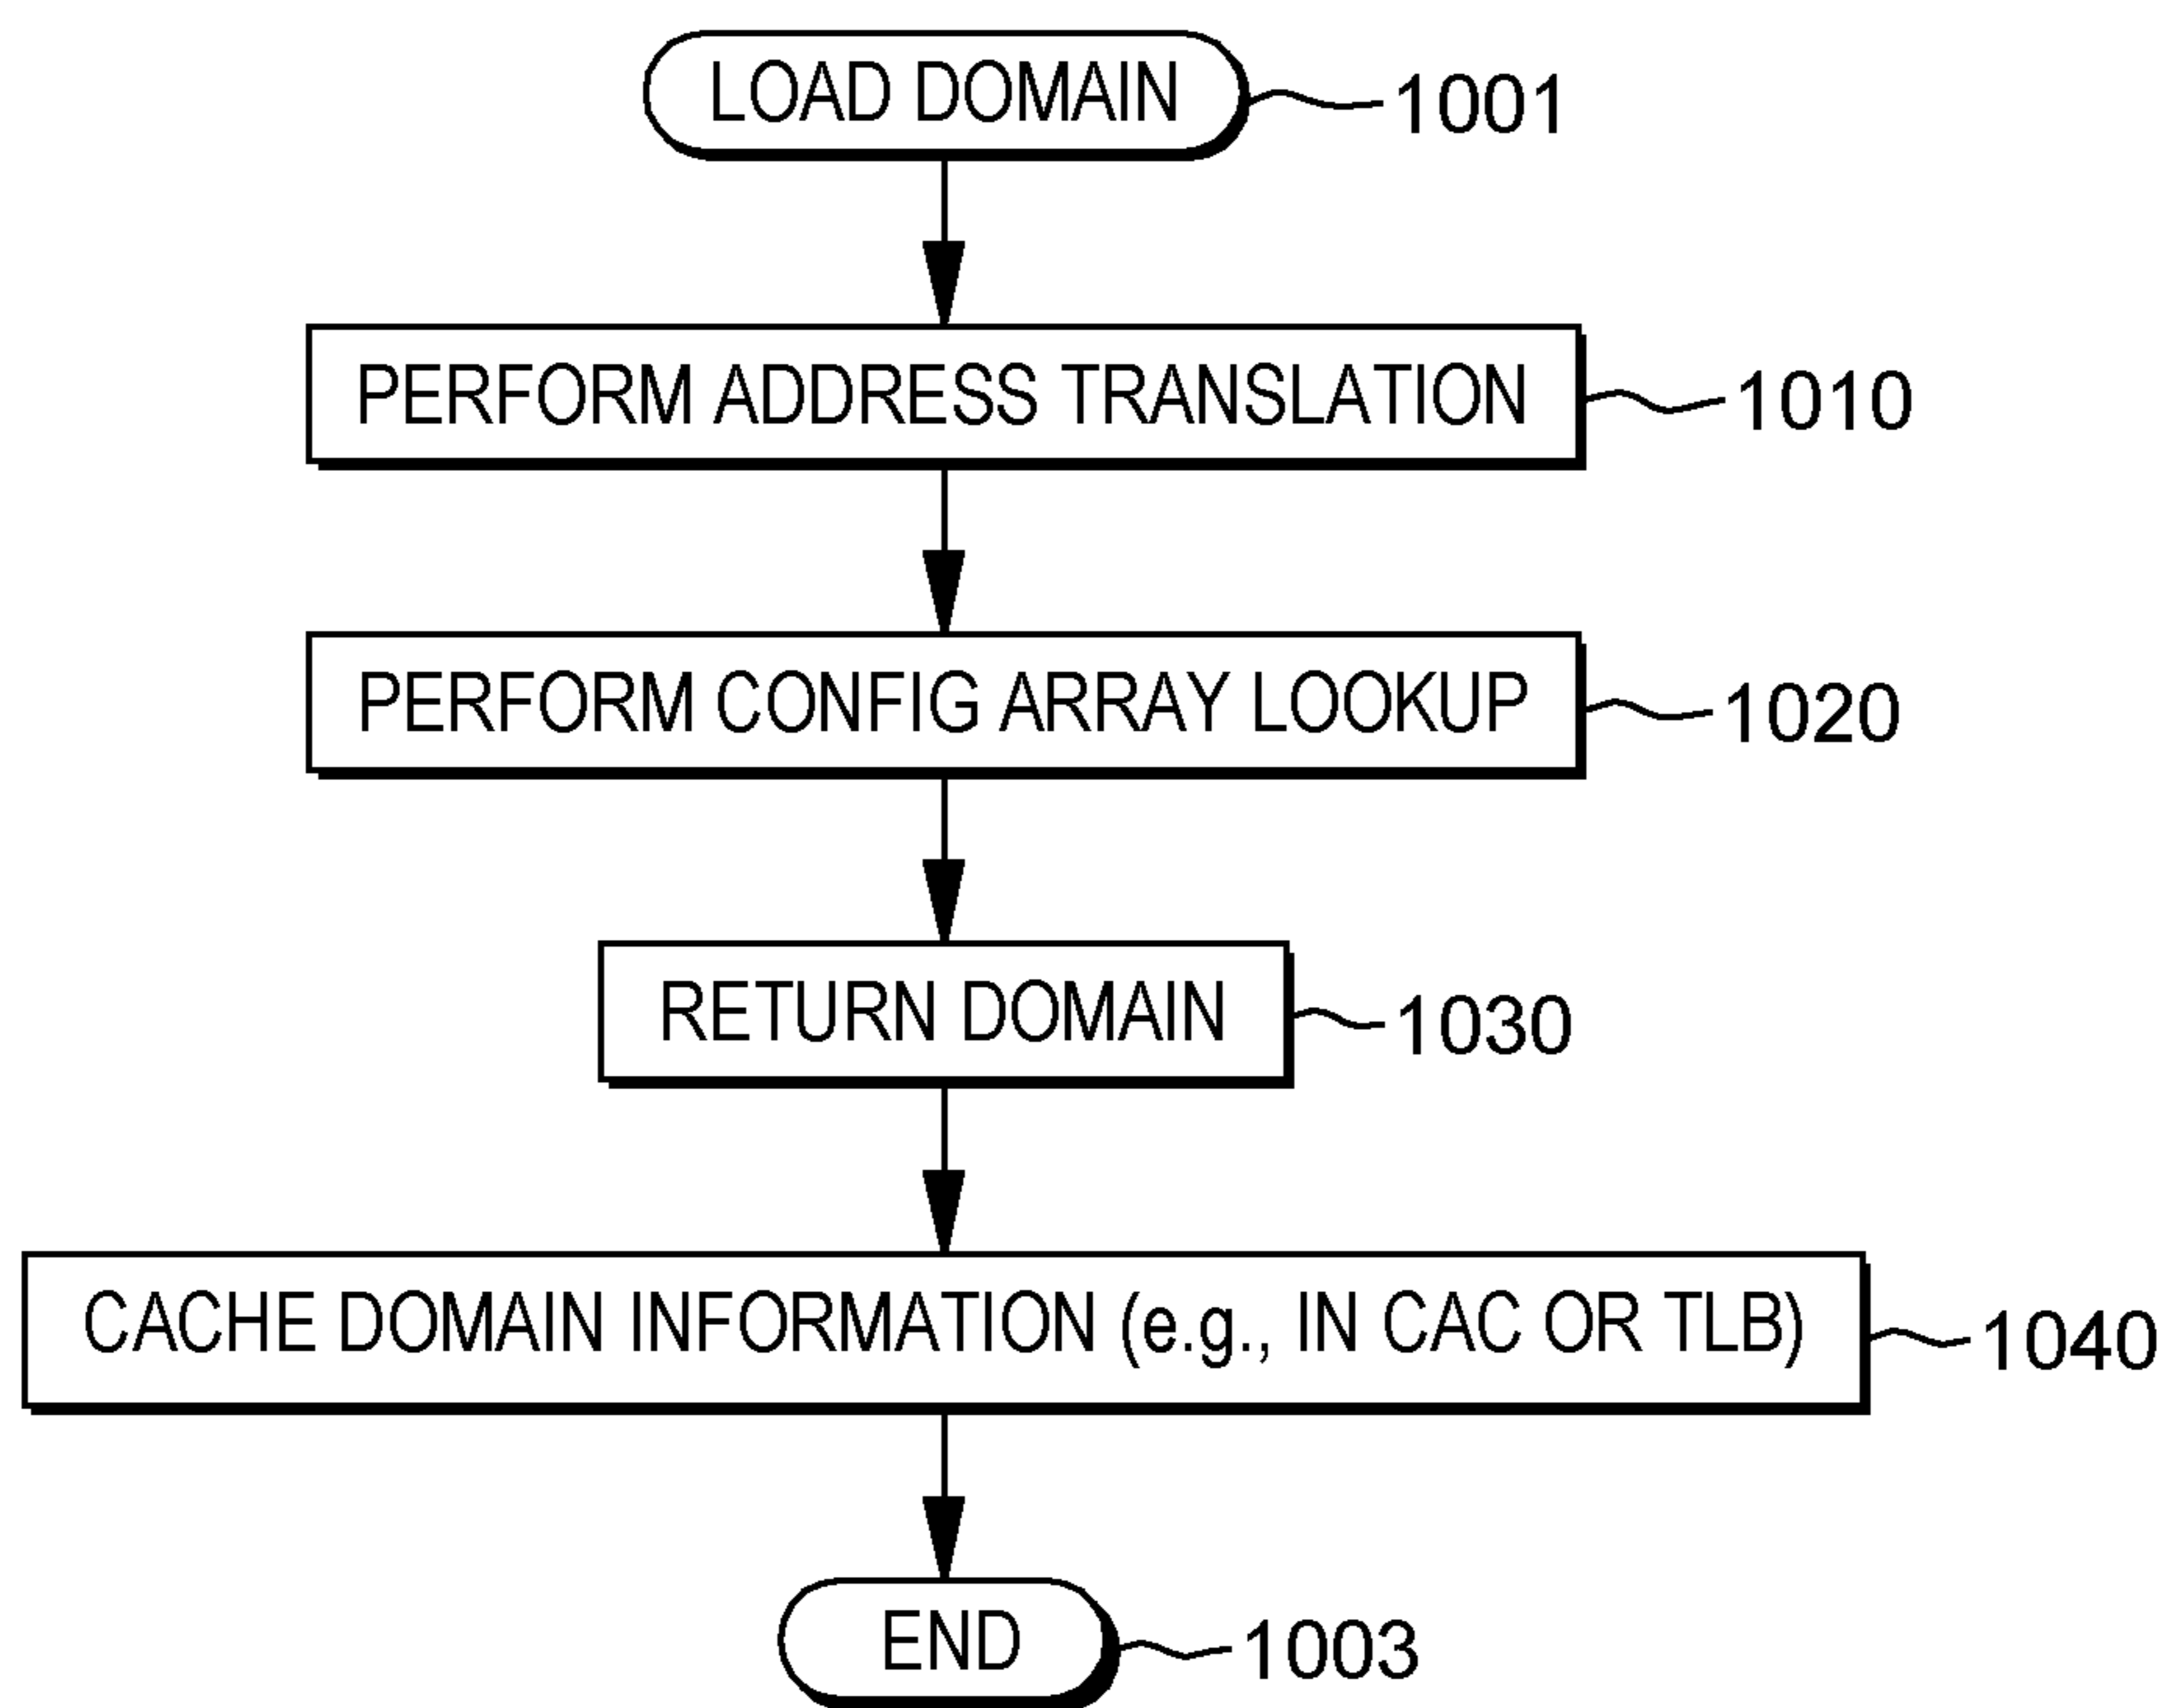 LOAD DOMAIN
1001
PERFORM ADDRESS TRANSLATION
1010
PERFORM CONFIG ARRAY LOOKUP
1020
RETURN DOMAIN
1030
CACHE DOMAIN INFORMATION (e.g., IN CAC OR TLB)
1040
END
1003